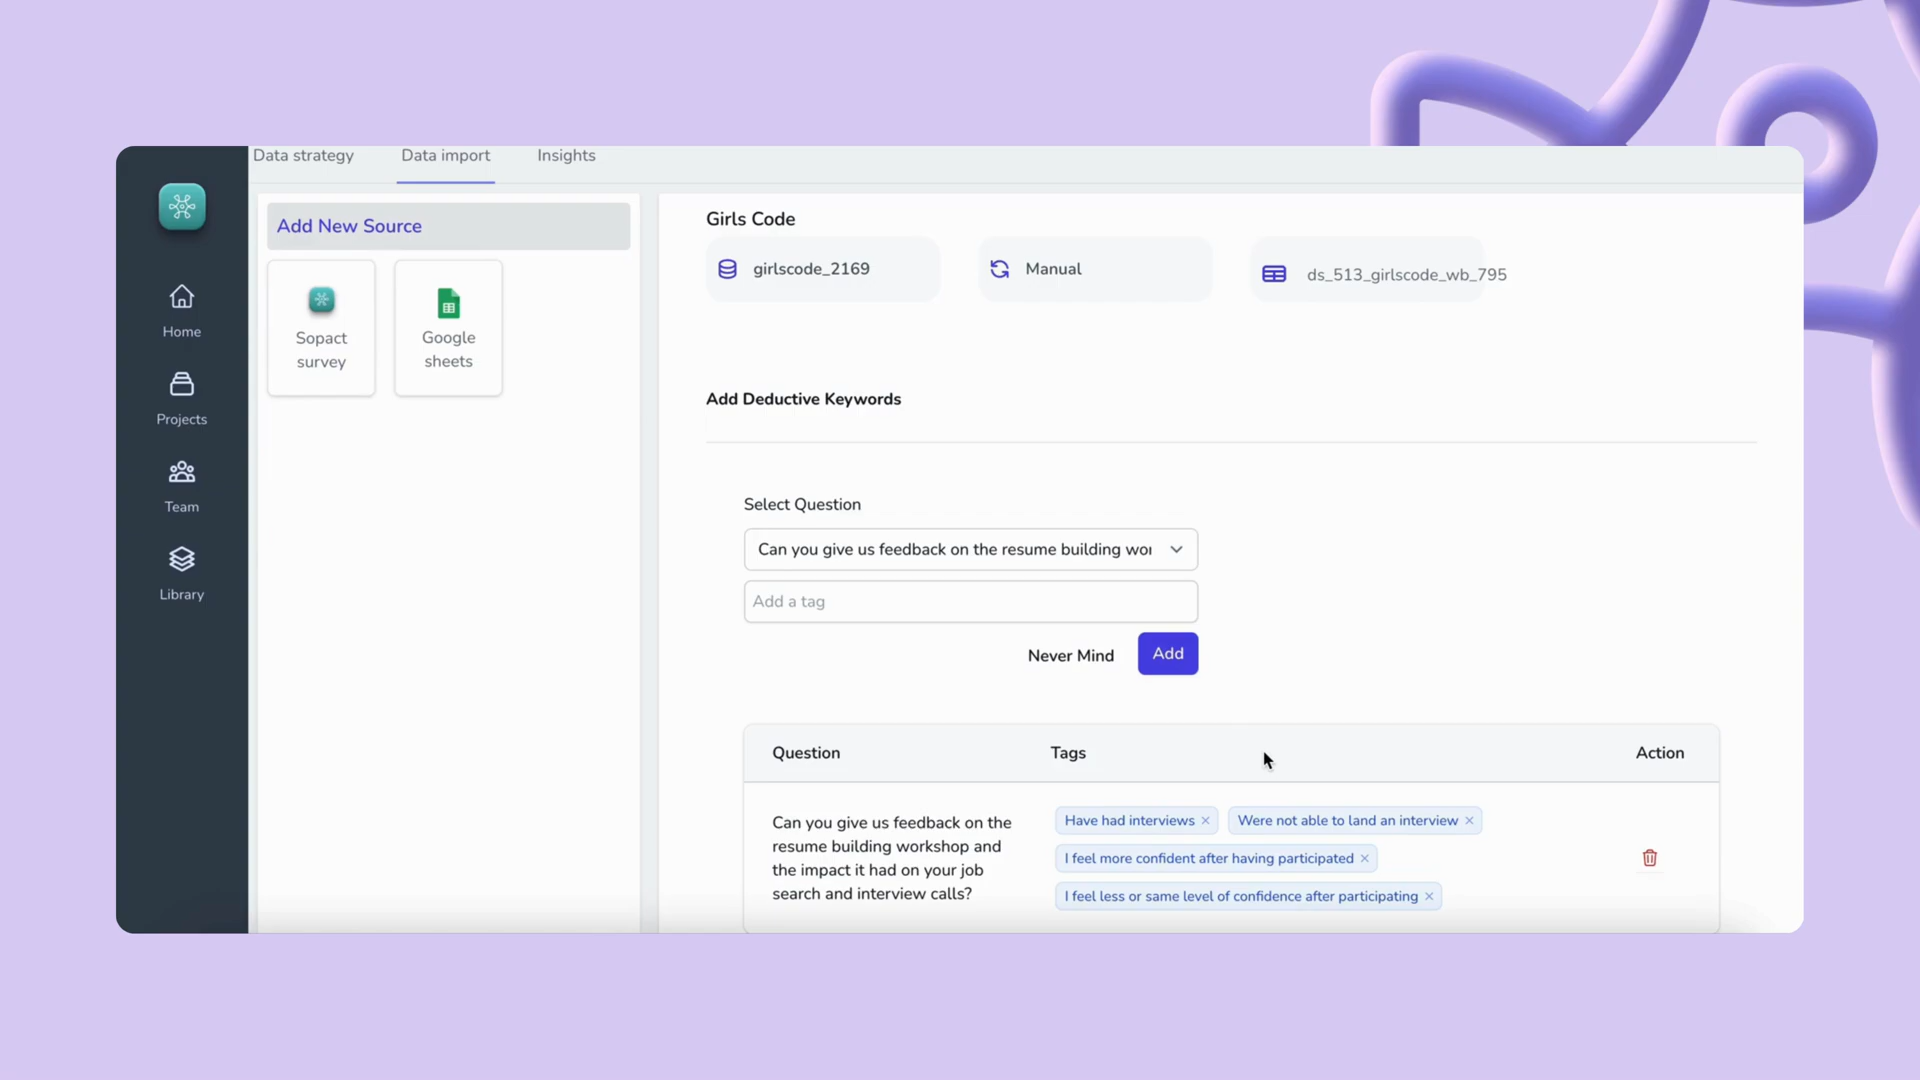 Data strategy
Data import
Insights
Home
Projects
Team
Library
Add New Source
Sopact
survey
Google
sheets
Girls Code
girlscode_2169
Manual
ds_513_girlscode_wb_795
Add Deductive Keywords
Select Question
Can you give us feedback on the resume building wor
Add a tag
Never Mind
Add
Question
Tags
Action
Can you give us feedback on the
resume building workshop and
the impact it had on your job
search and interview calls?
Have had interviews ×
Were not able to land an interview ×
I feel more confident after having participated ×
I feel less or same level of confidence after participating ×